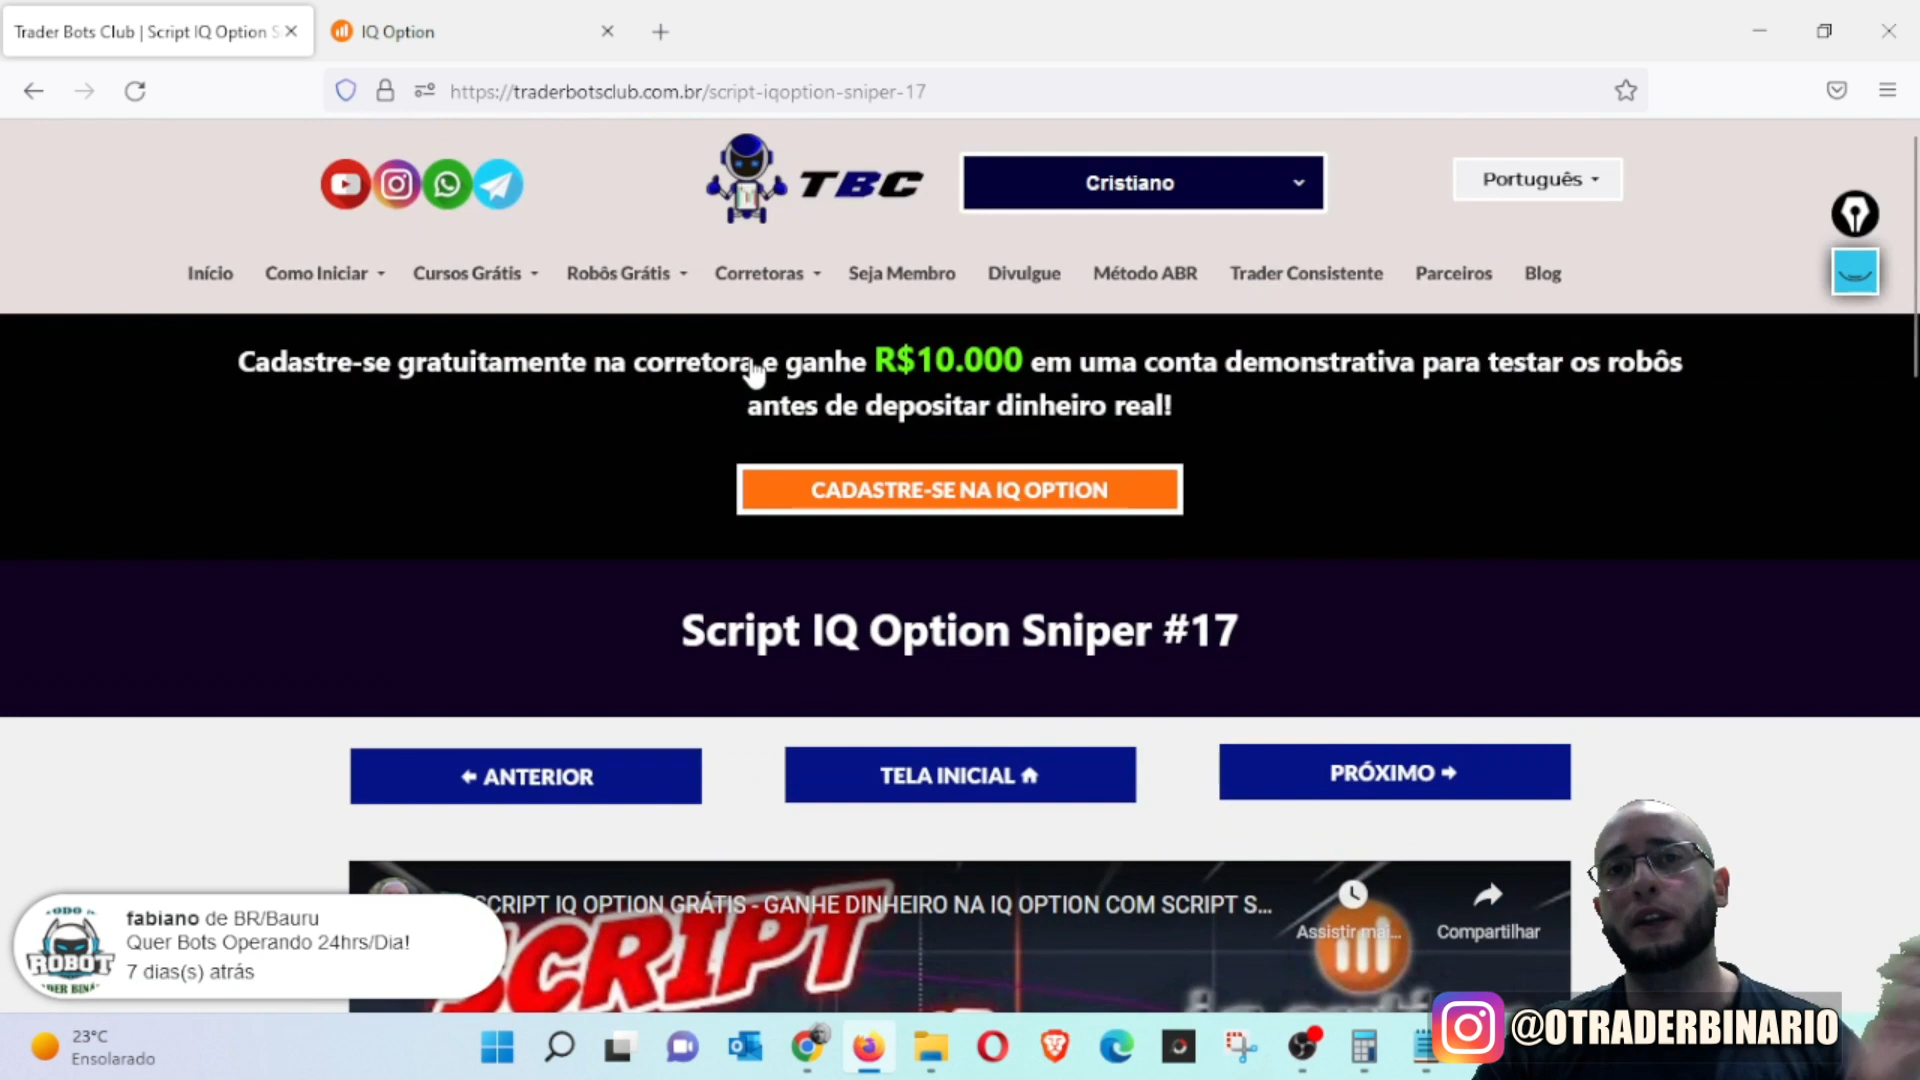 Trader Bots Club | Script IQ Option S
IQ Option
https://traderbotsclub.com.br/script-iqoption-sniper-17
TBC
Cristiano
Português
Início
Como Iniciar
Cursos Grátis
Robôs Grátis
Corretoras
Seja Membro
Divulgue
Método ABR
Trader Consistente
Parceiros
Blog
Cadastre-se gratuitamente na corretora e ganhe R$10.000 em uma conta demonstrativa para testar os robôs
antes de depositar dinheiro real!
CADASTRE-SE NA IQ OPTION
Script IQ Option Sniper #17
ANTERIOR
TELA INICIAL
PRÓXIMO
SCRIPT IQ OPTION GRÁTIS - GANHE DINHEIRO NA IQ OPTION COM SCRIPT S...
Assistir mai...
Compartilhar
SCRIPT
ROBOT
fabiano de BR/Bauru
Quer Bots Operando 24hrs/Dia!
7 dias(s) atrás
@OTRADERBINARIO
23°C
Ensolarado